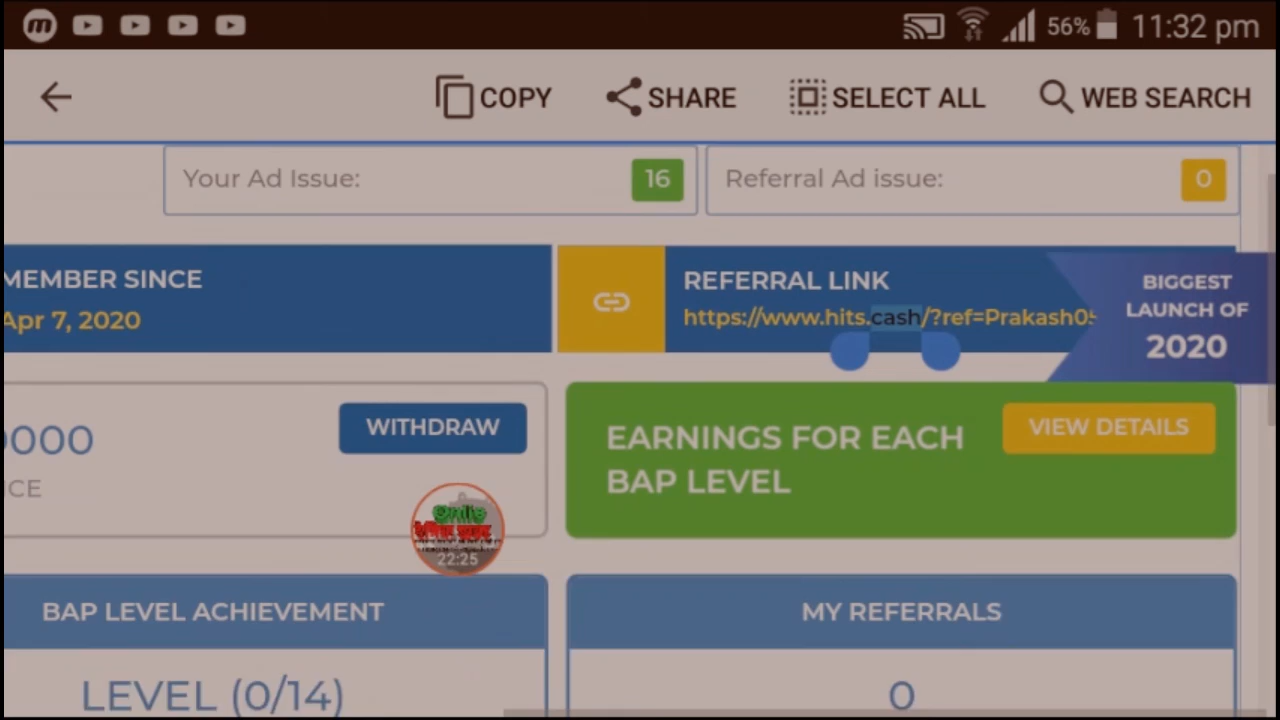 56% 11:32 pm
COPY SHARE SELECT ALL WEB SEARCH
Your Ad Issue: 16 Referral Ad issue: 0
MEMBER SINCE
Apr 7, 2020
REFERRAL LINK
https://www.hits.cash/?ref=Prakash05
BIGGEST
LAUNCH OF
2020
0000
CE
WITHDRAW
EARNINGS FOR EACH
BAP LEVEL
VIEW DETAILS
22:25
BAP LEVEL ACHIEVEMENT
LEVEL (0/14)
MY REFERRALS
0